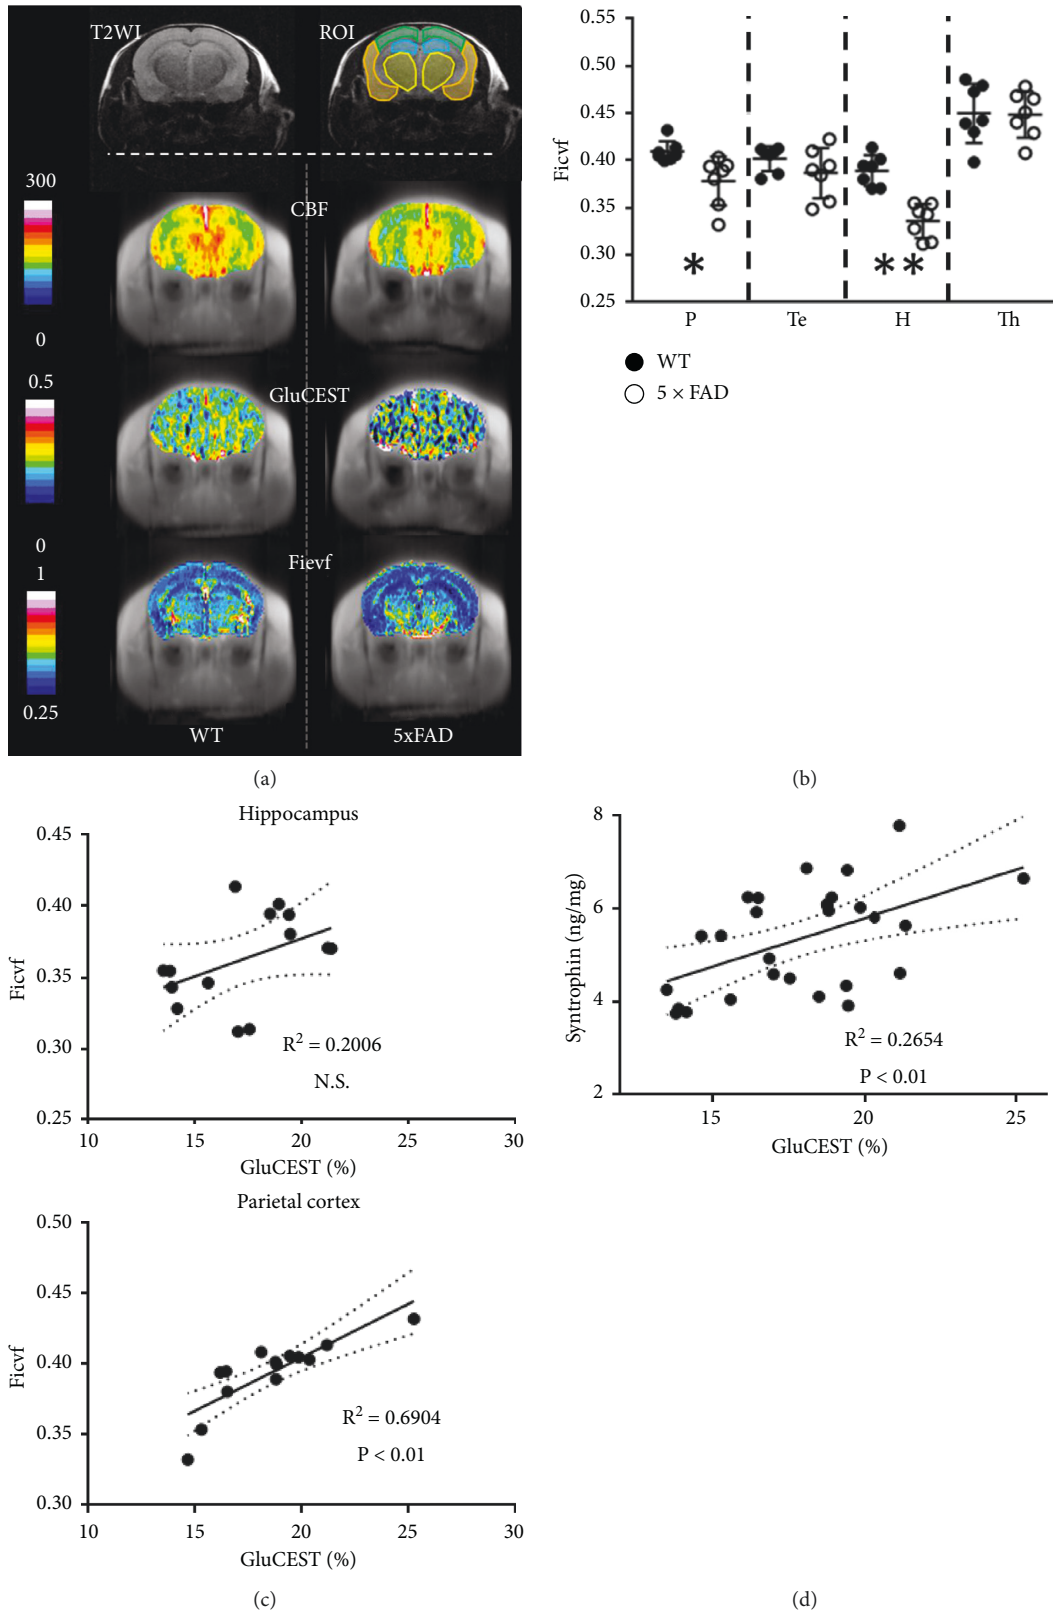 T2WI
ROI
300
CBF
0
0.5
GluCEST
0
1
Fievf
0.25
WT
5xFAD
(a)
0.55
0.50
0.45
0.40
0.35
0.30
0.25
Ficvf
*
* *
P
Te
H
Th
WT
5 × FAD
(b)
Hippocampus
0.45
0.40
0.35
0.30
0.25
Ficvf
R² = 0.2006
N.S.
10
15
20
25
30
GluCEST (%)
Parietal cortex
0.50
0.45
0.40
0.35
0.30
Ficvf
R² = 0.6904
P < 0.01
10
15
20
25
30
GluCEST (%)
(c)
8
6
4
2
Syntrophin (ng/mg)
R² = 0.2654
P < 0.01
15
20
25
GluCEST (%)
(d)